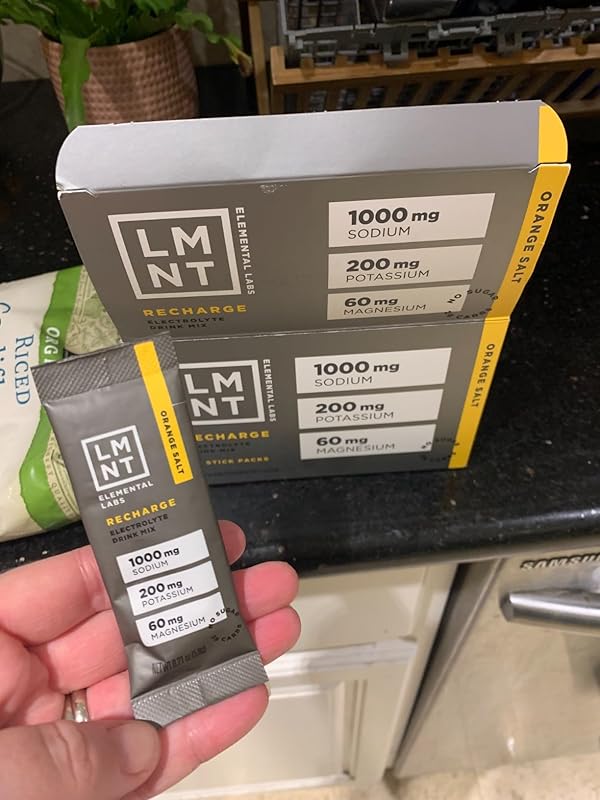 LM
NT
ELEMENTAL LABS
RECHARGE
ELECTROLYTE
DRINK MIX
1000 mg
SODIUM
200 mg
POTASSIUM
60 mg
MAGNESIUM
NO SUGAR
ORANGE SALT
LM
NT
ELEMENTAL LABS
RECHARGE
STICK PACKS
1000 mg
SODIUM
200 mg
POTASSIUM
60 mg
MAGNESIUM
ORANGE SALT
LM
NT
ELEMENTAL
LABS
RECHARGE
ELECTROLYTE
DRINK MIX
ORANGE SALT
1000 mg
SODIUM
200 mg
POTASSIUM
60 mg
MAGNESIUM
NO SUGAR
RICED
SAMSU